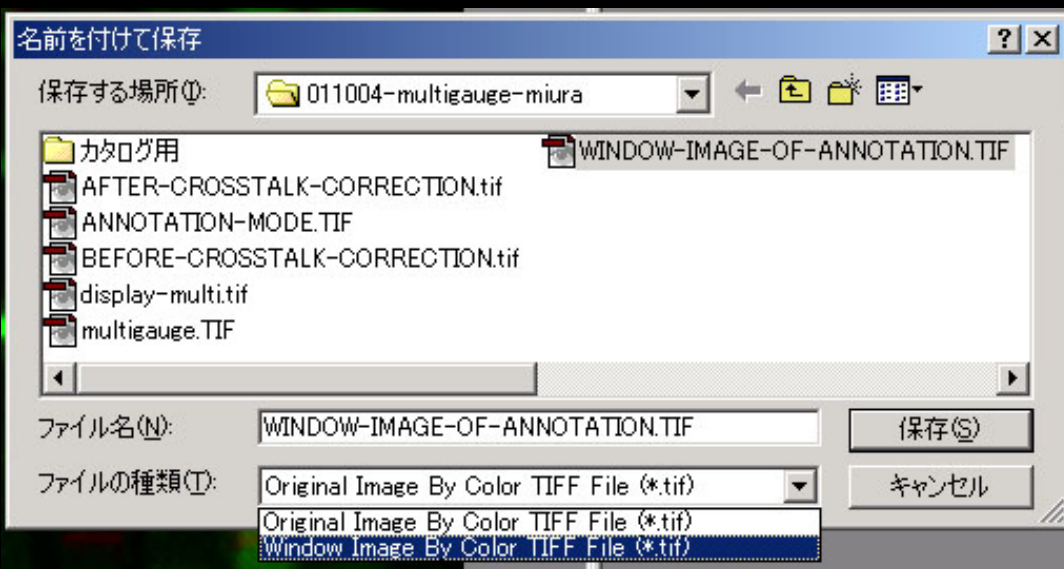 名前を付けて保存
保存する場所(I):
011004-multigauge-miura
カタログ用
AFTER-CROSSTALK-CORRECTION.tif
ANNOTATION-MODE.TIF
BEFORE-CROSSTALK-CORRECTION.tif
display-multi.tif
multigauge.TIF
WINDOW-IMAGE-OF-ANNOTATION.TIF
ファイル名(N):
WINDOW-IMAGE-OF-ANNOTATION.TIF
保存(S)
ファイルの種類(T):
Original Image By Color TIFF File (*.tif)
キャンセル
Original Image By Color TIFF File (*.tif)
Window Image By Color TIFF File (*.tif)